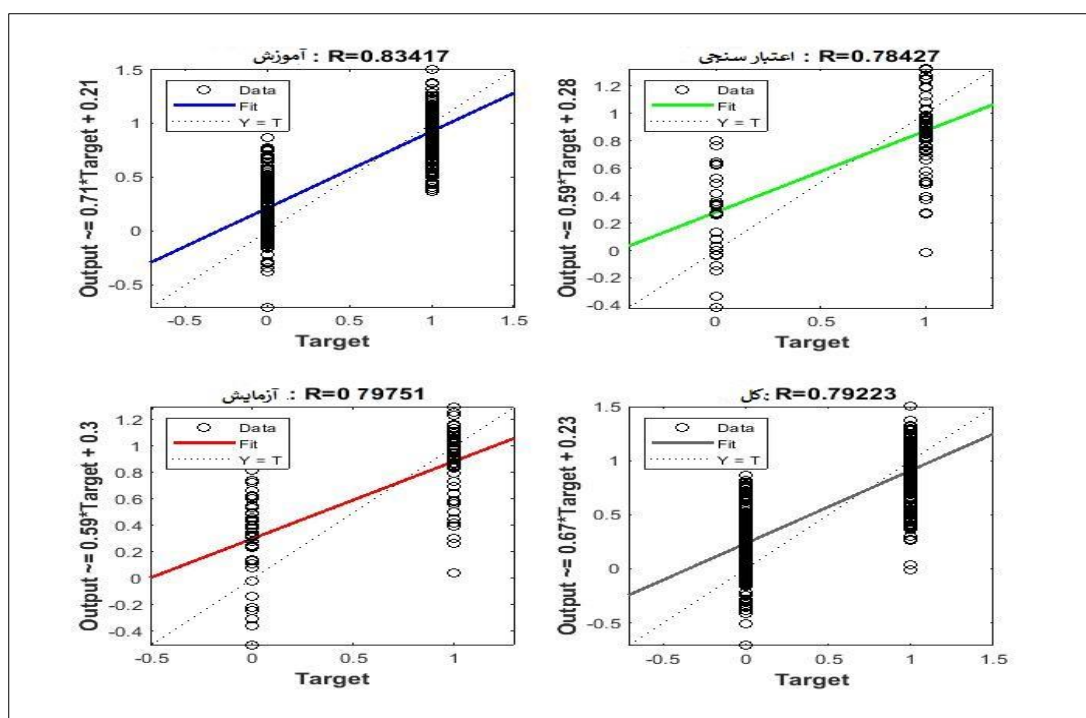 آموزش : R=0.83417
Output ~= 0.71*Target + 0.21
1.5
1
0.5
0
-0.5
Data
Fit
Y = T
-0.5
0
0.5
1
1.5
Target
اعتبار سنجی : R=0.78427
Output ~= 0.59*Target + 0.28
1.2
1
0.8
0.6
0.4
0.2
0
-0.2
-0.4
Data
Fit
Y = T
0
0.5
1
Target
آزمایش : R=0 79751
Output ~= 0.59*Target + 0.3
1.2
1
0.8
0.6
0.4
0.2
0
-0.2
-0.4
Data
Fit
Y = T
-0.5
0
0.5
1
Target
کل: R=0.79223
Output ~= 0.67*Target + 0.23
1.5
1
0.5
0
-0.5
Data
Fit
Y = T
-0.5
0
0.5
1
1.5
Target